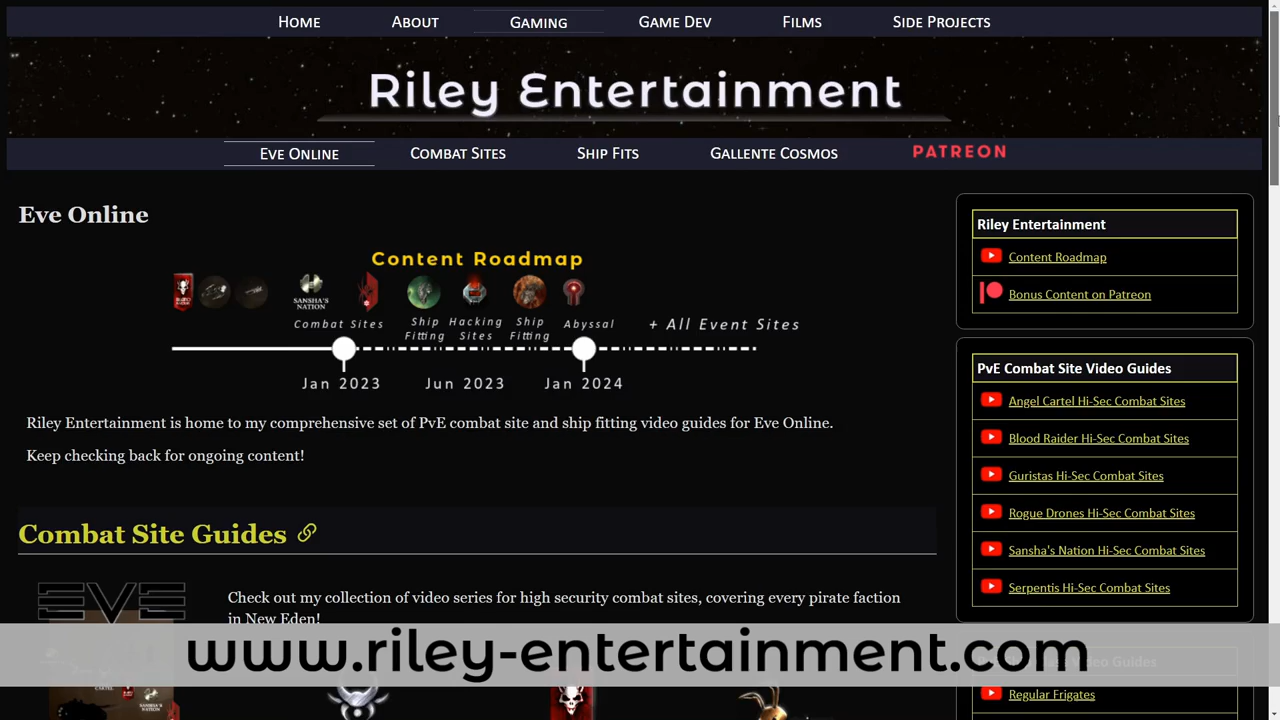 HOME ABOUT GAMING GAME DEV FILMS SIDE PROJECTS
Riley Entertainment
EVE ONLINE COMBAT SITES SHIP FITS GALLENTE COSMOS PATREON
Eve Online
Content Roadmap
SANSHA'S
NATION
Combat Sites
Ship
Fitting
Hacking
Sites
Ship
Fitting
Abyssal
+ All Event Sites
Jan 2023 Jun 2023 Jan 2024
Riley Entertainment is home to my comprehensive set of PvE combat site and ship fitting video guides for Eve Online.
Keep checking back for ongoing content!
Combat Site Guides
EVE
Check out my collection of video series for high security combat sites, covering every pirate faction
in New Eden!
Riley Entertainment
Content Roadmap
Bonus Content on Patreon
PvE Combat Site Video Guides
Angel Cartel Hi-Sec Combat Sites
Blood Raider Hi-Sec Combat Sites
Guristas Hi-Sec Combat Sites
Rogue Drones Hi-Sec Combat Sites
Sansha's Nation Hi-Sec Combat Sites
Serpentis Hi-Sec Combat Sites
Video Guides
Regular Frigates
www.riley-entertainment.com